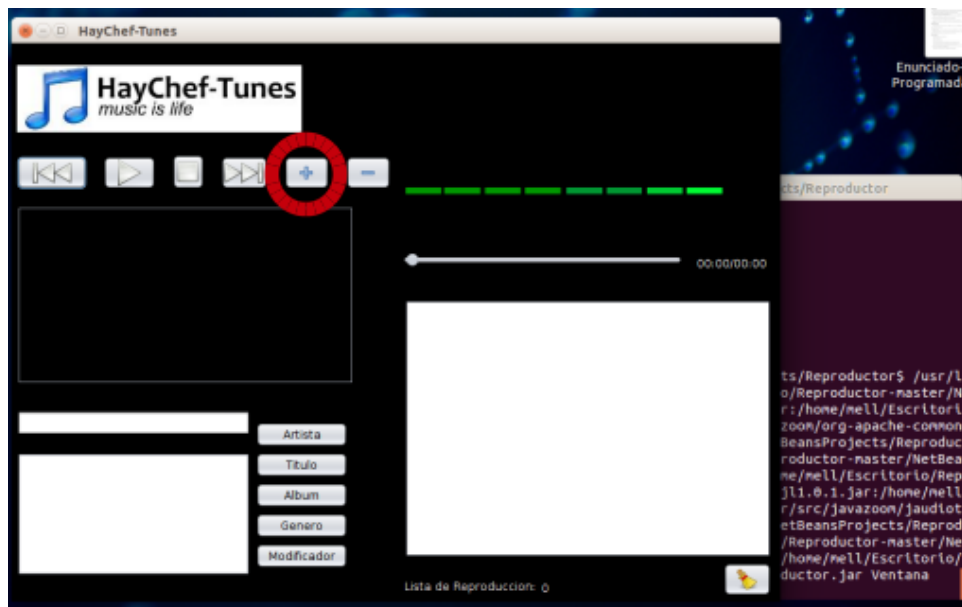 HayChef-Tunes
HayChef-Tunes
music is life
Enunciado-
Programad
cts/Reproductor
00:00/00:00
Artista
Titulo
Album
Genero
Modificador
Lista de Reproduccion: 0
ts/Reproductor$ /usr/l
o/Reproductor-master/N
r:/home/mell/Escritori
zoom/org-apache-common
BeansProjects/Reproduc
roductor-master/NetBea
me/mell/Escritorio/Rep
jl1.0.1.jar:/home/mell
r/src/javazoom/jaudiot
etBeansProjects/Reprod
/Reproductor-master/Ne
/home/mell/Escritorio/
ductor.jar Ventana